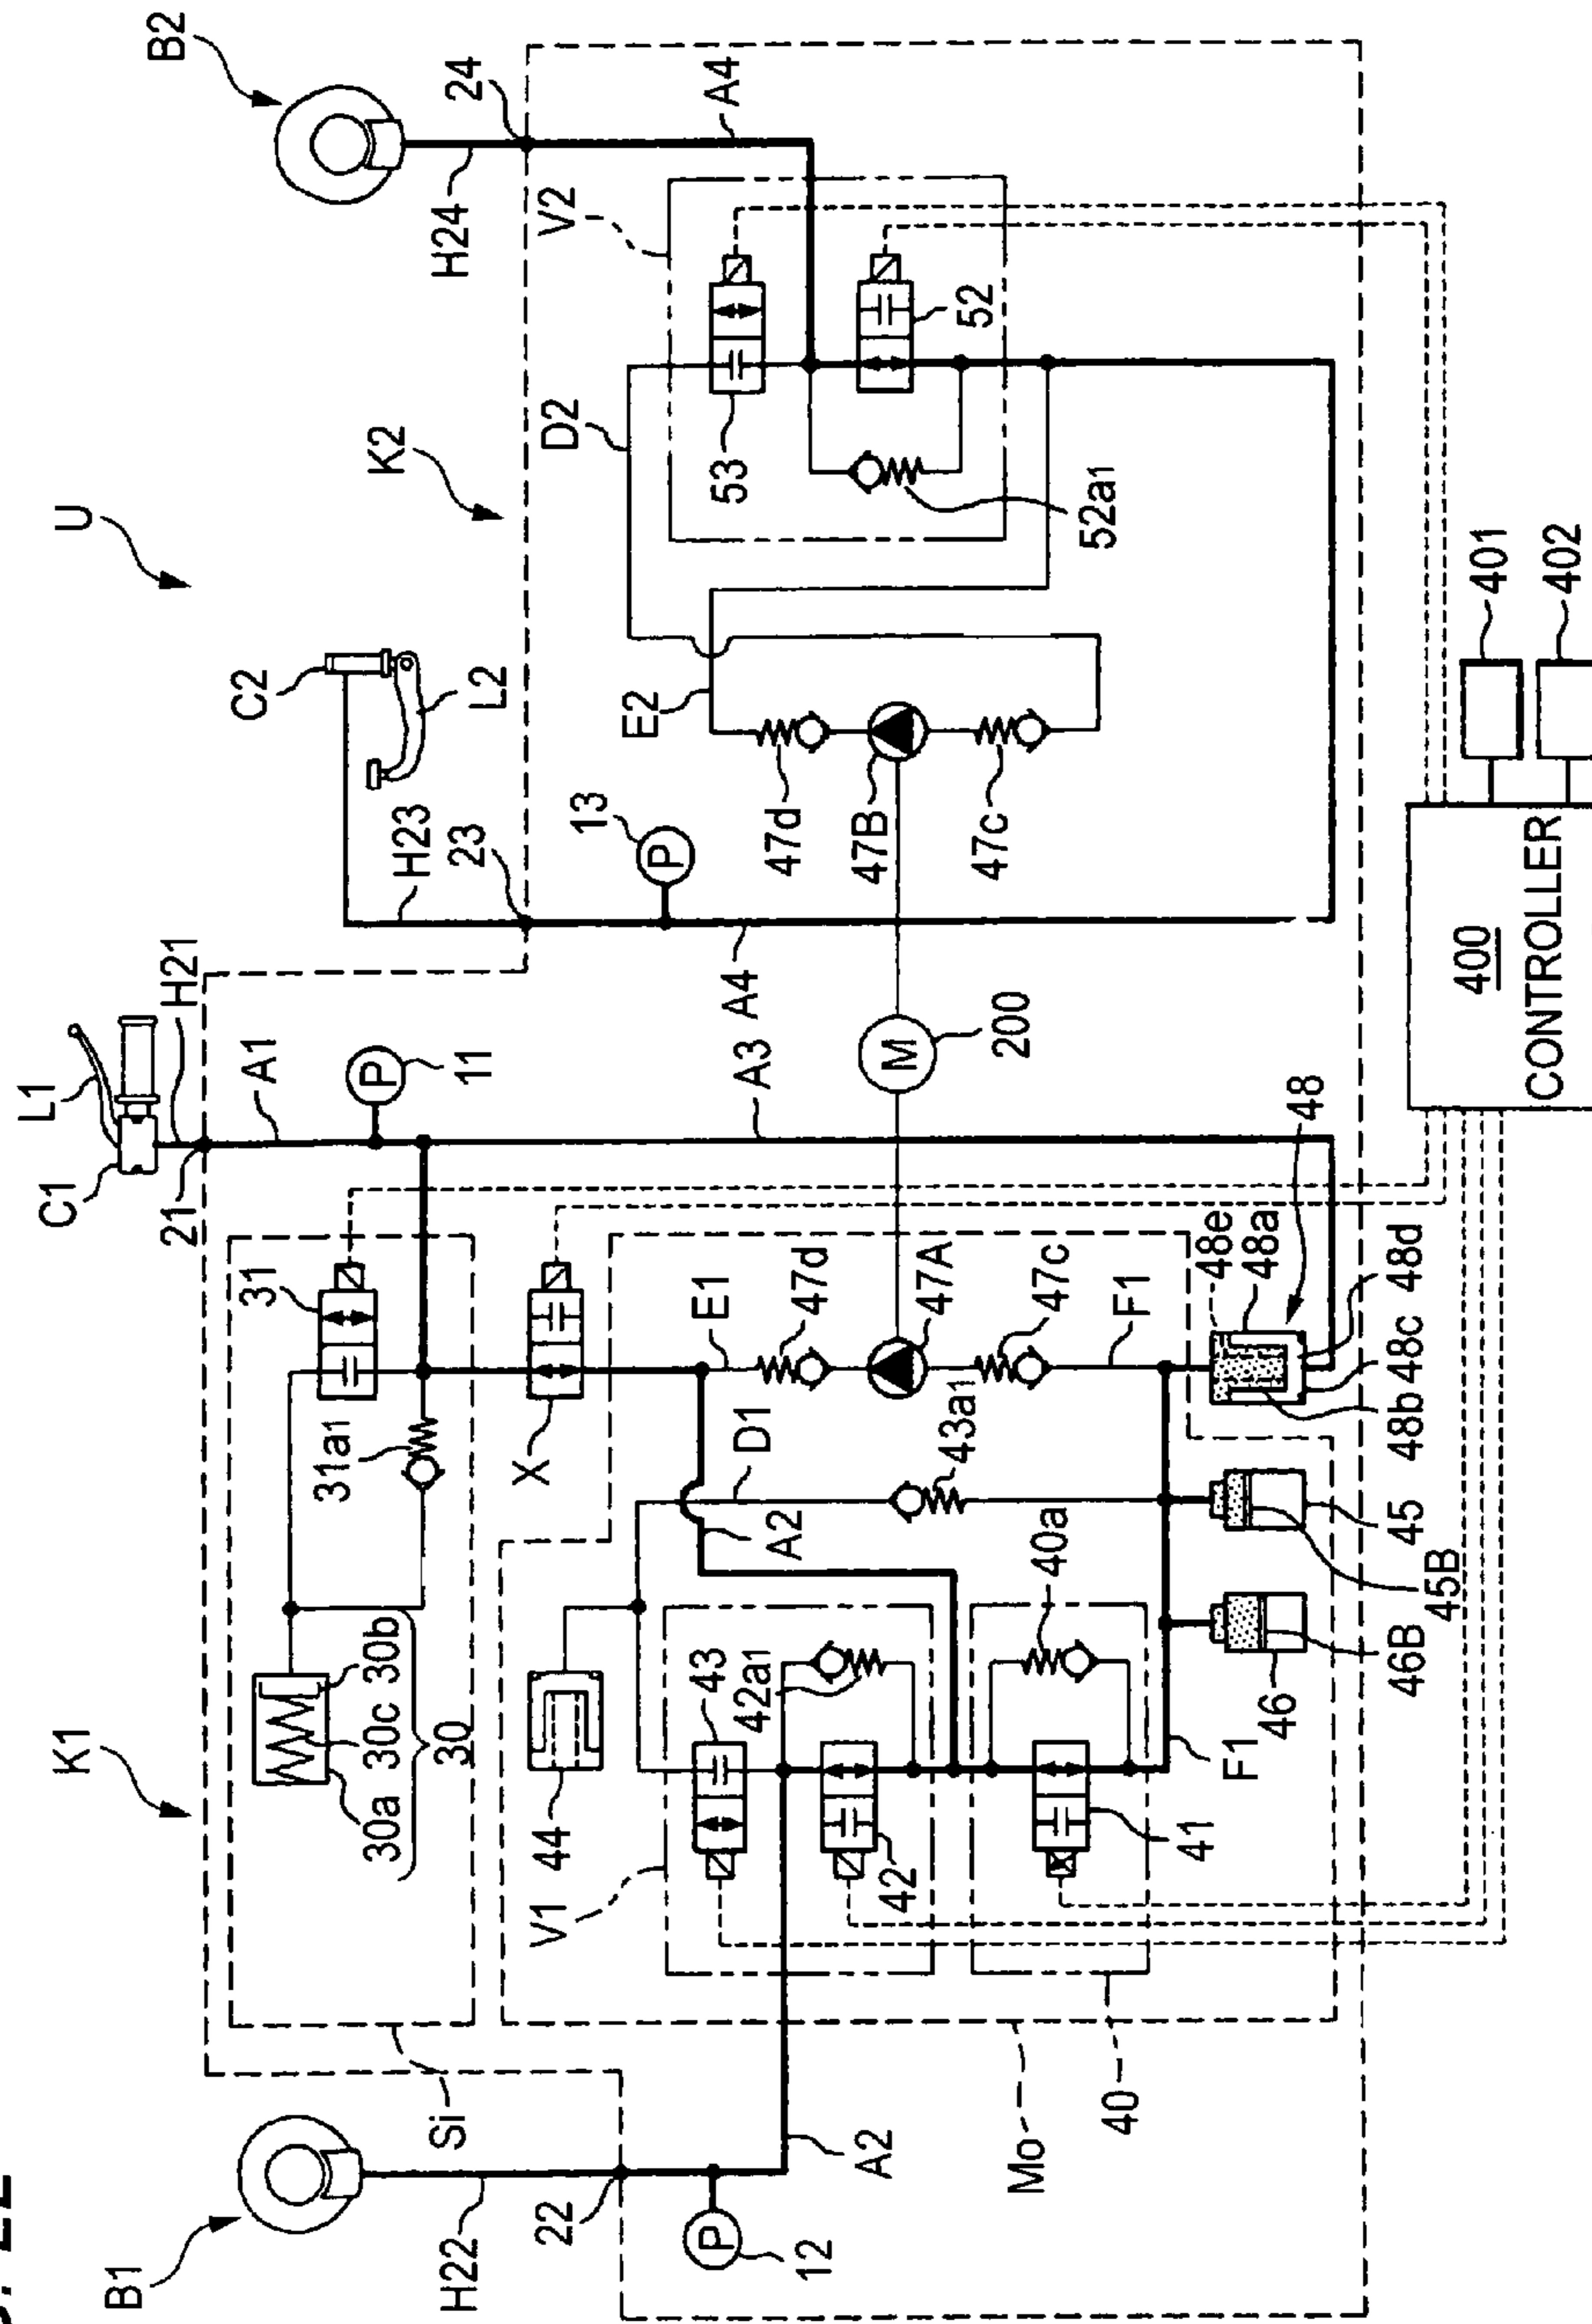 B1
H22
22
P
12
A2
Si
K1
30a
30c
30b
30
31
31a1
X
C1
L1
21
H21
A1
P
11
V1
44
43
42a1
42
Mo
40
40a
41
F1
A2
D1
43a1
E1
47d
47A
47c
F1
46
46B
45
45B
48e
48a
48
48b
48c
48d
A3
A4
M
200
U
C2
L2
H23
23
P
13
K2
47d
47B
47c
E2
D2
53
52
52a1
V2
B2
H24
24
A4
400
CONTROLLER
401
402